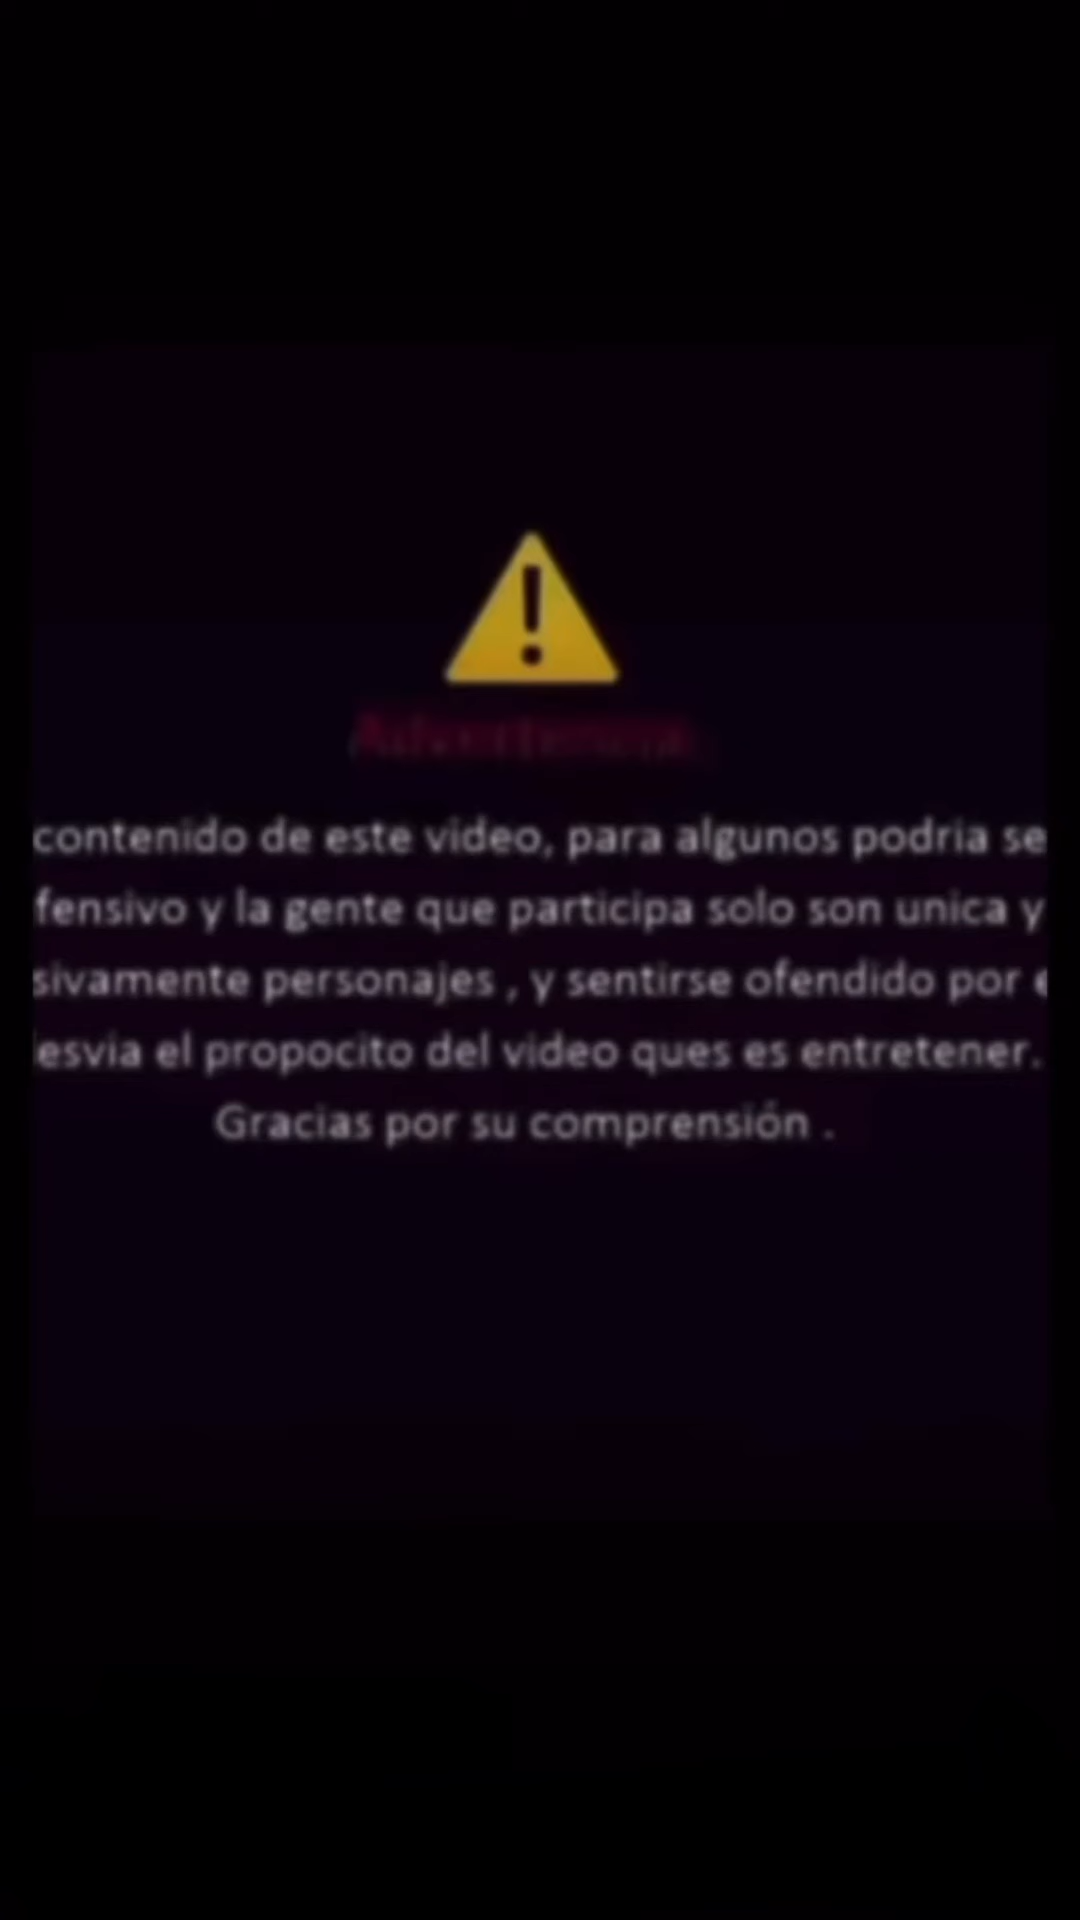 Advertencia
contenido de este video, para algunos podria se
fensivo y la gente que participa solo son unica y
sivamente personajes , y sentirse ofendido por e
esvia el propocito del video ques es entretener.
Gracias por su comprensión .